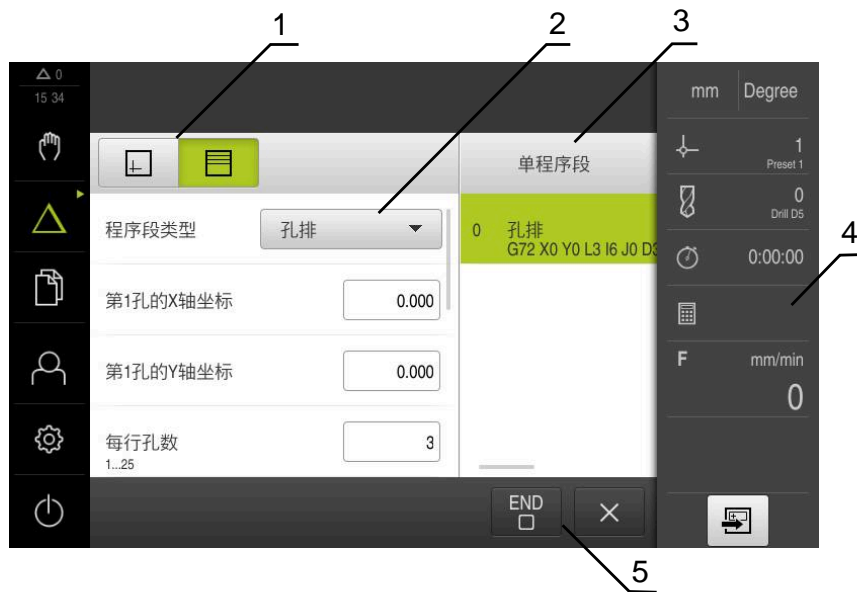 1
2
3
0
15 34
mm Degree
1
Preset 1
单程序段
0
Drill D5
程序段类型 孔排
0 孔排
G72 X0 Y0 L3 I6 J0 D3
4
0:00:00
第1孔的X轴坐标 0.000
F mm/min
0
第1孔的Y轴坐标 0.000
每行孔数 3
1...25
END
5